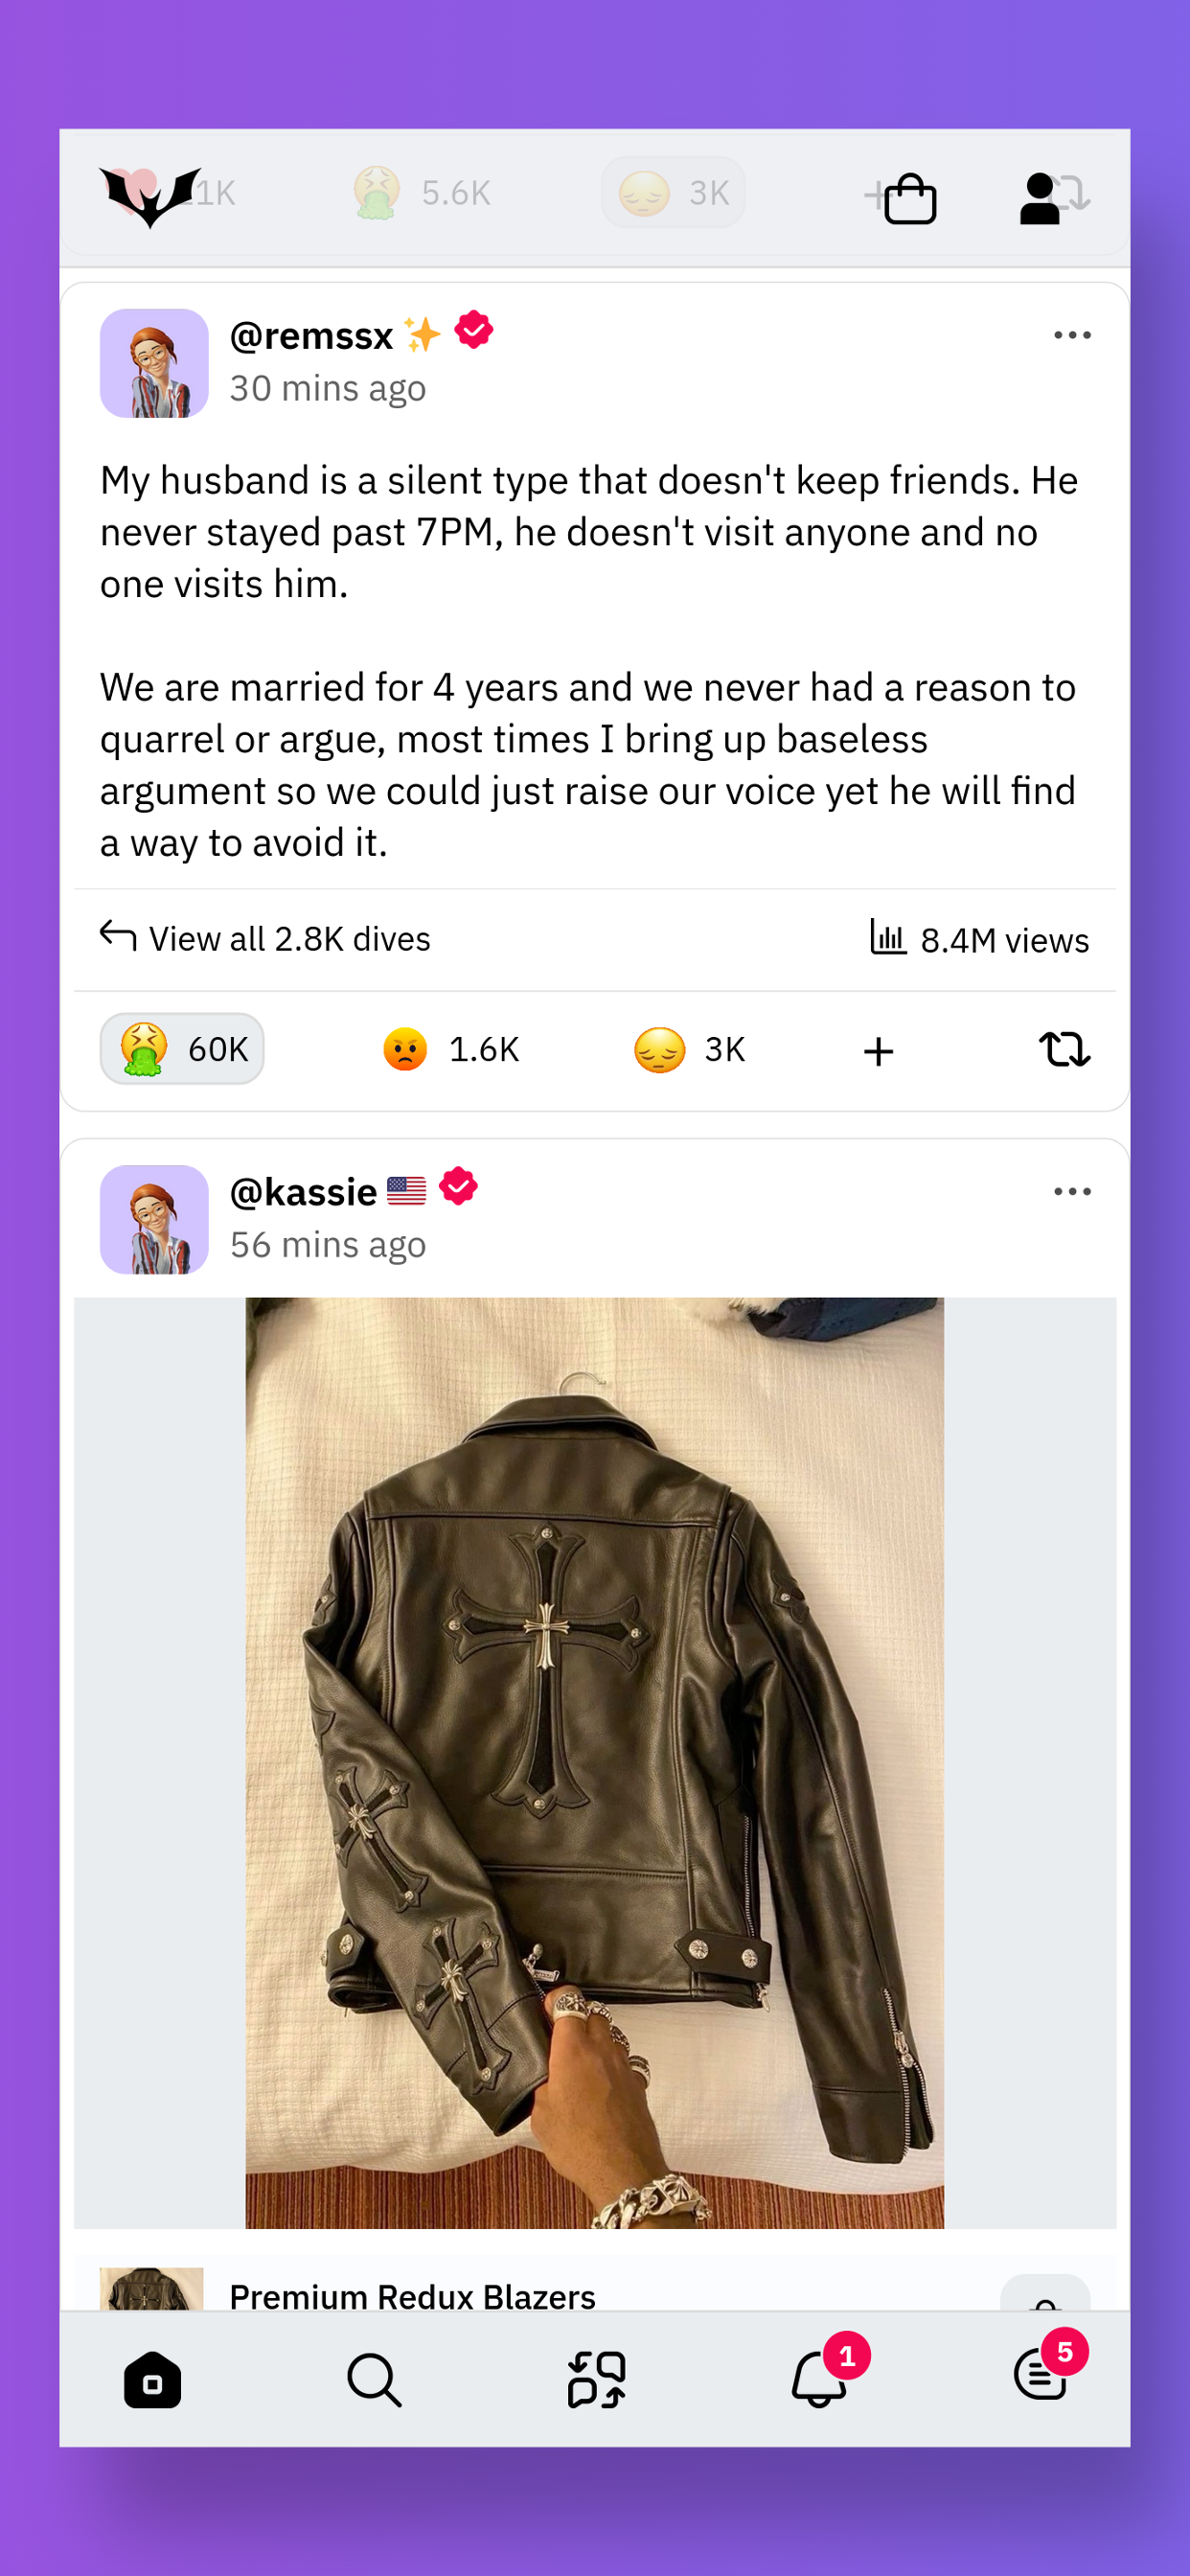 1K 🤮 5.6K 😔 3K
@remssx ✨
30 mins ago
My husband is a silent type that doesn't keep friends. He
never stayed past 7PM, he doesn't visit anyone and no
one visits him.
We are married for 4 years and we never had a reason to
quarrel or argue, most times I bring up baseless
argument so we could just raise our voice yet he will find
a way to avoid it.
View all 2.8K dives
8.4M views
🤮 60K 😡 1.6K 😔 3K +
@kassie 🇺🇸
56 mins ago
Premium Redux Blazers
1
5